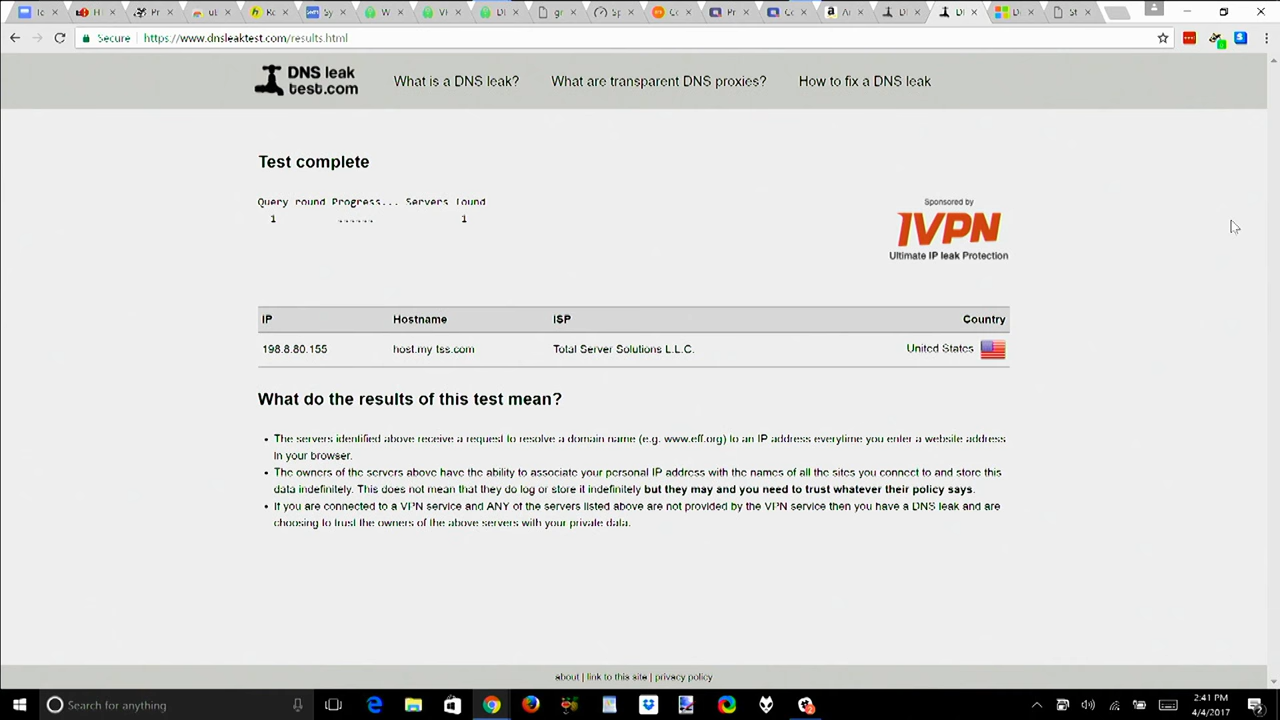 Secure https://www.dnsleaktest.com/results.html
DNS leak test.com
What is a DNS leak? What are transparent DNS proxies? How to fix a DNS leak
Test complete
Query round Progress... Servers found
1 ...... 1
Sponsored by
IVPN
Ultimate IP leak Protection
IP Hostname ISP Country
198.8.80.155 host.my tss.com Total Server Solutions L.L.C. United States
What do the results of this test mean?
• The servers identified above receive a request to resolve a domain name (e.g. www.eff.org) to an IP address everytime you enter a website address
in your browser.
• The owners of the servers above have the ability to associate your personal IP address with the names of all the sites you connect to and store this
data indefinitely. This does not mean that they do log or store it indefinitely but they may and you need to trust whatever their policy says.
• If you are connected to a VPN service and ANY of the servers listed above are not provided by the VPN service then you have a DNS leak and are
choosing to trust the owners of the above servers with your private data.
about | link to this site | privacy policy
Search for anything
2:41 PM
4/4/2017